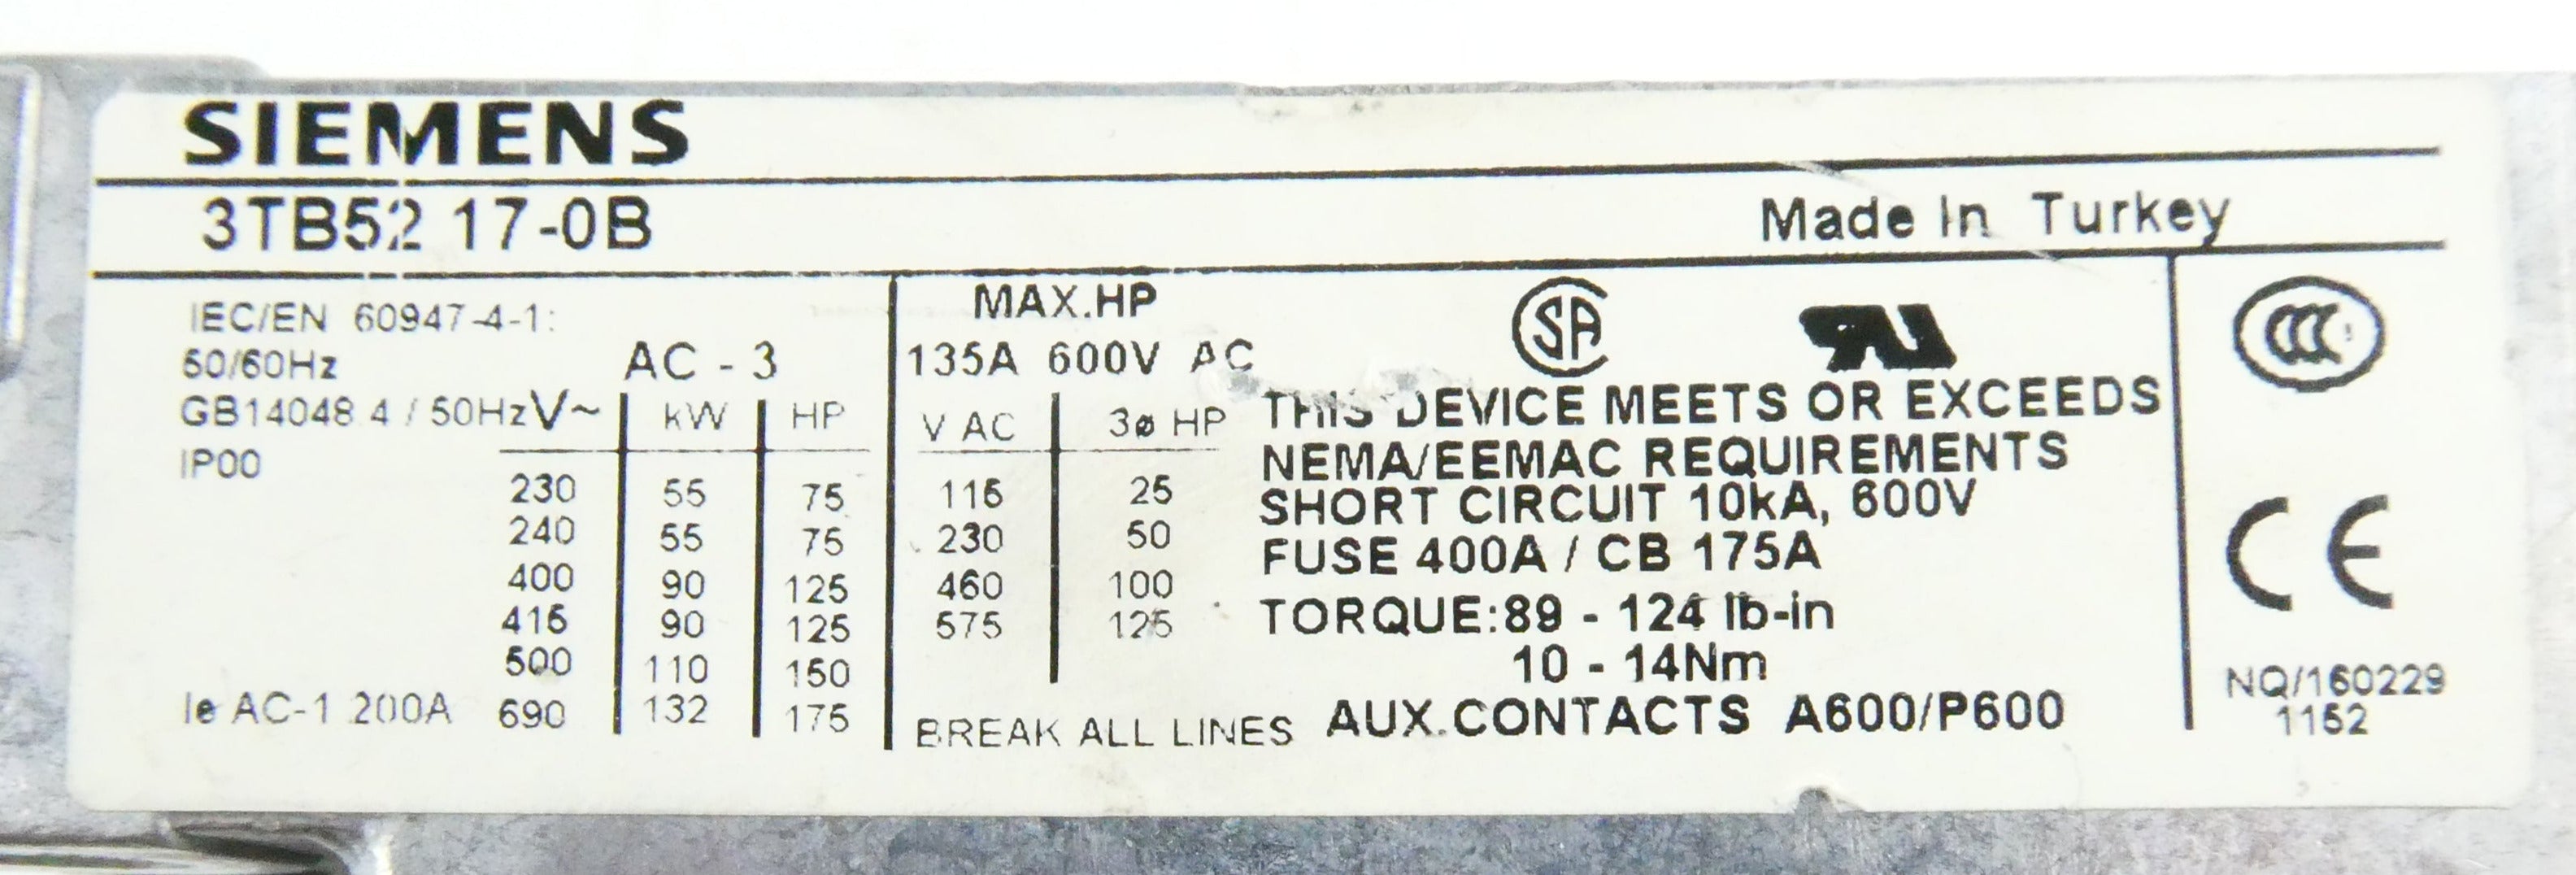 SIEMENS
3TB52 17-0B
Made In Turkey
IEC/EN 60947-4-1:
50/60Hz
GB14048.4 / 50Hz
IP00
Ie AC-1 200A
AC - 3
V~ kW HP
230 55 75
240 55 75
400 90 125
415 90 125
500 110 150
690 132 175
MAX.HP
135A 600V AC
V AC 3ø HP
115 25
230 50
460 100
575 125
BREAK ALL LINES
SA
THIS DEVICE MEETS OR EXCEEDS
NEMA/EEMAC REQUIREMENTS
SHORT CIRCUIT 10kA, 600V
FUSE 400A / CB 175A
TORQUE:89 - 124 lb-in
10 - 14Nm
AUX.CONTACTS A600/P600
CCC
CE
NQ/160229
1152